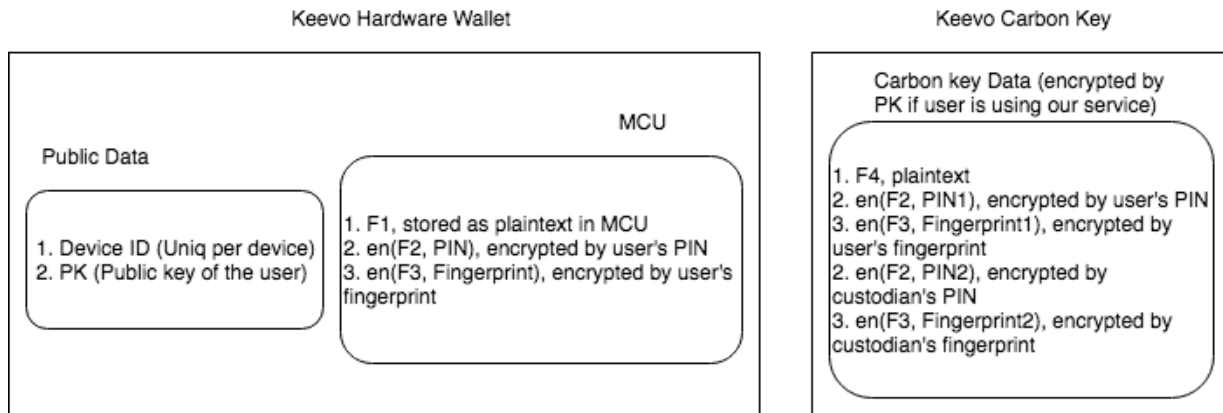 Keevo Hardware Wallet
Keevo Carbon Key
Public Data
1. Device ID (Uniq per device)
2. PK (Public key of the user)
MCU
1. F1, stored as plaintext in MCU
2. en(F2, PIN), encrypted by user's PIN
3. en(F3, Fingerprint), encrypted by user's
fingerprint
Carbon key Data (encrypted by
PK if user is using our service)
1. F4, plaintext
2. en(F2, PIN1), encrypted by user's PIN
3. en(F3, Fingerprint1), encrypted by
user's fingerprint
2. en(F2, PIN2), encrypted by
custodian's PIN
3. en(F3, Fingerprint2), encrypted by
custodian's fingerprint